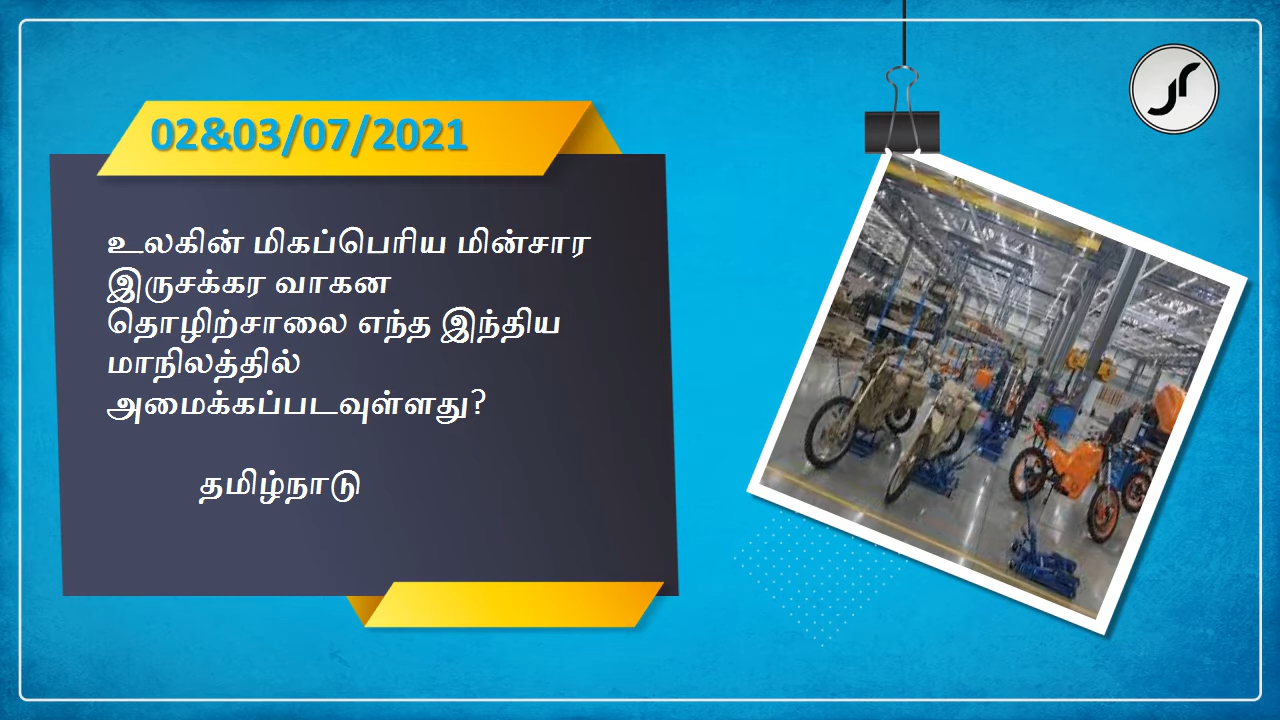 02&03/07/2021
உலகின் மிகப்பெரிய மின்சார
இருசக்கர வாகன
தொழிற்சாலை எந்த இந்திய
மாநிலத்தில்
அமைக்கப்படவுள்ளது?
தமிழ்நாடு